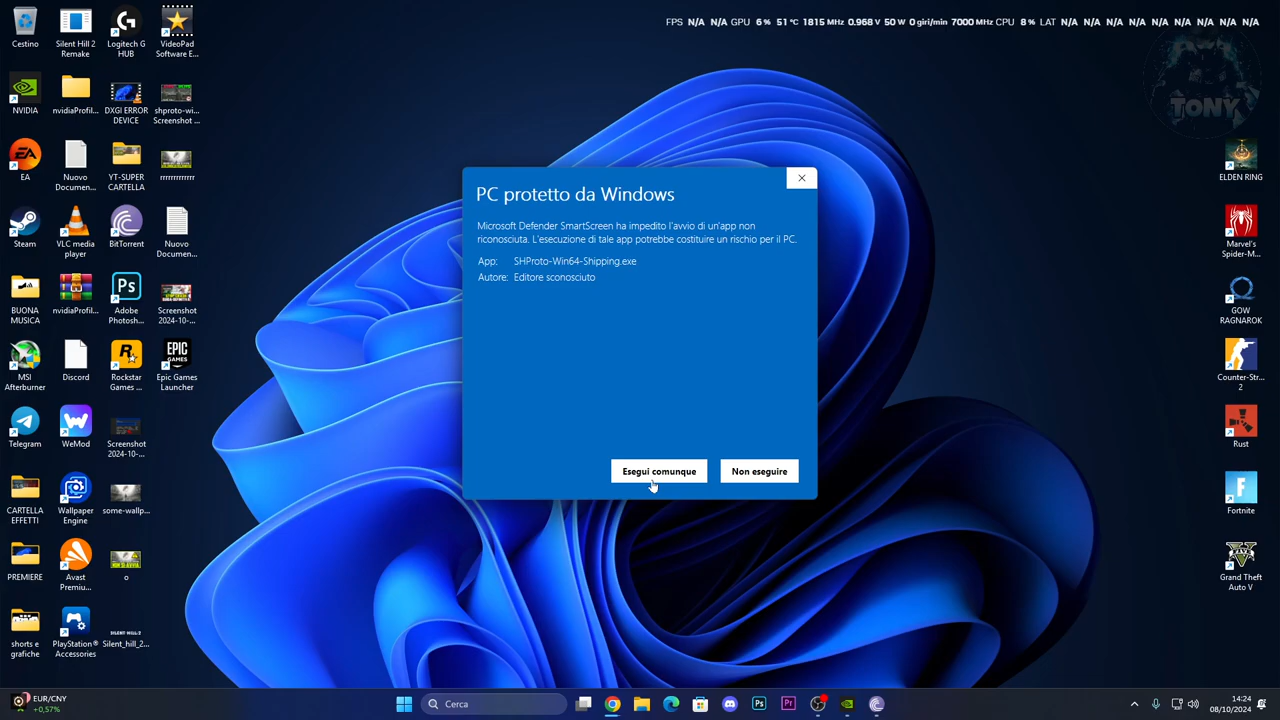 FPS N/A N/A GPU 6 % 51 °C 1815 MHz 0.968 V 50 W 0 giri/min 7000 MHz CPU 8 % LAT N/A N/A N/A N/A N/A N/A N/A N/A N/A
TONY
Cestino
Silent Hill 2
Remake
Logitech G
HUB
VideoPad
Software E...
NVIDIA
nvidiaProfil...
DXGI ERROR
DEVICE
shproto-wi...
Screenshot ...
EA
Nuovo
Documen...
YT-SUPER
CARTELLA
rrrrrrrrrrrrr
Steam
VLC media
player
BitTorrent
Nuovo
Documen...
BUONA
MUSICA
nvidiaProfil...
Adobe
Photosh...
Screenshot
2024-10-...
MSI
Afterburner
Discord
Rockstar
Games ...
Epic Games
Launcher
Telegram
WeMod
Screenshot
2024-10-...
CARTELLA
EFFETTI
Wallpaper
Engine
some-wallp...
PREMIERE
Avast
Premiu...
o
shorts e
grafiche
PlayStation®
Accessories
Silent_hill_2...
PC protetto da Windows
Microsoft Defender SmartScreen ha impedito l'avvio di un'app non
riconosciuta. L'esecuzione di tale app potrebbe costituire un rischio per il PC.
App: SHProto-Win64-Shipping.exe
Autore: Editore sconosciuto
Esegui comunque
Non eseguire
ELDEN RING
Marvel's
Spider-M...
GOW
RAGNAROK
Counter-Str...
2
Rust
Fortnite
Grand Theft
Auto V
EUR/CNY
+0,57%
Cerca
14:24
08/10/2024